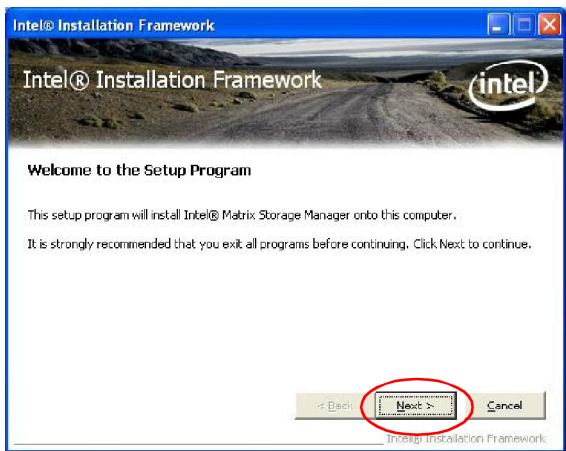 Intel® Installation Framework
Intel® Installation Framework
intel
Welcome to the Setup Program
This setup program will install Intel® Matrix Storage Manager onto this computer.
It is strongly recommended that you exit all programs before continuing. Click Next to continue.
< Back
Next >
Cancel
Intel® Installation Framework